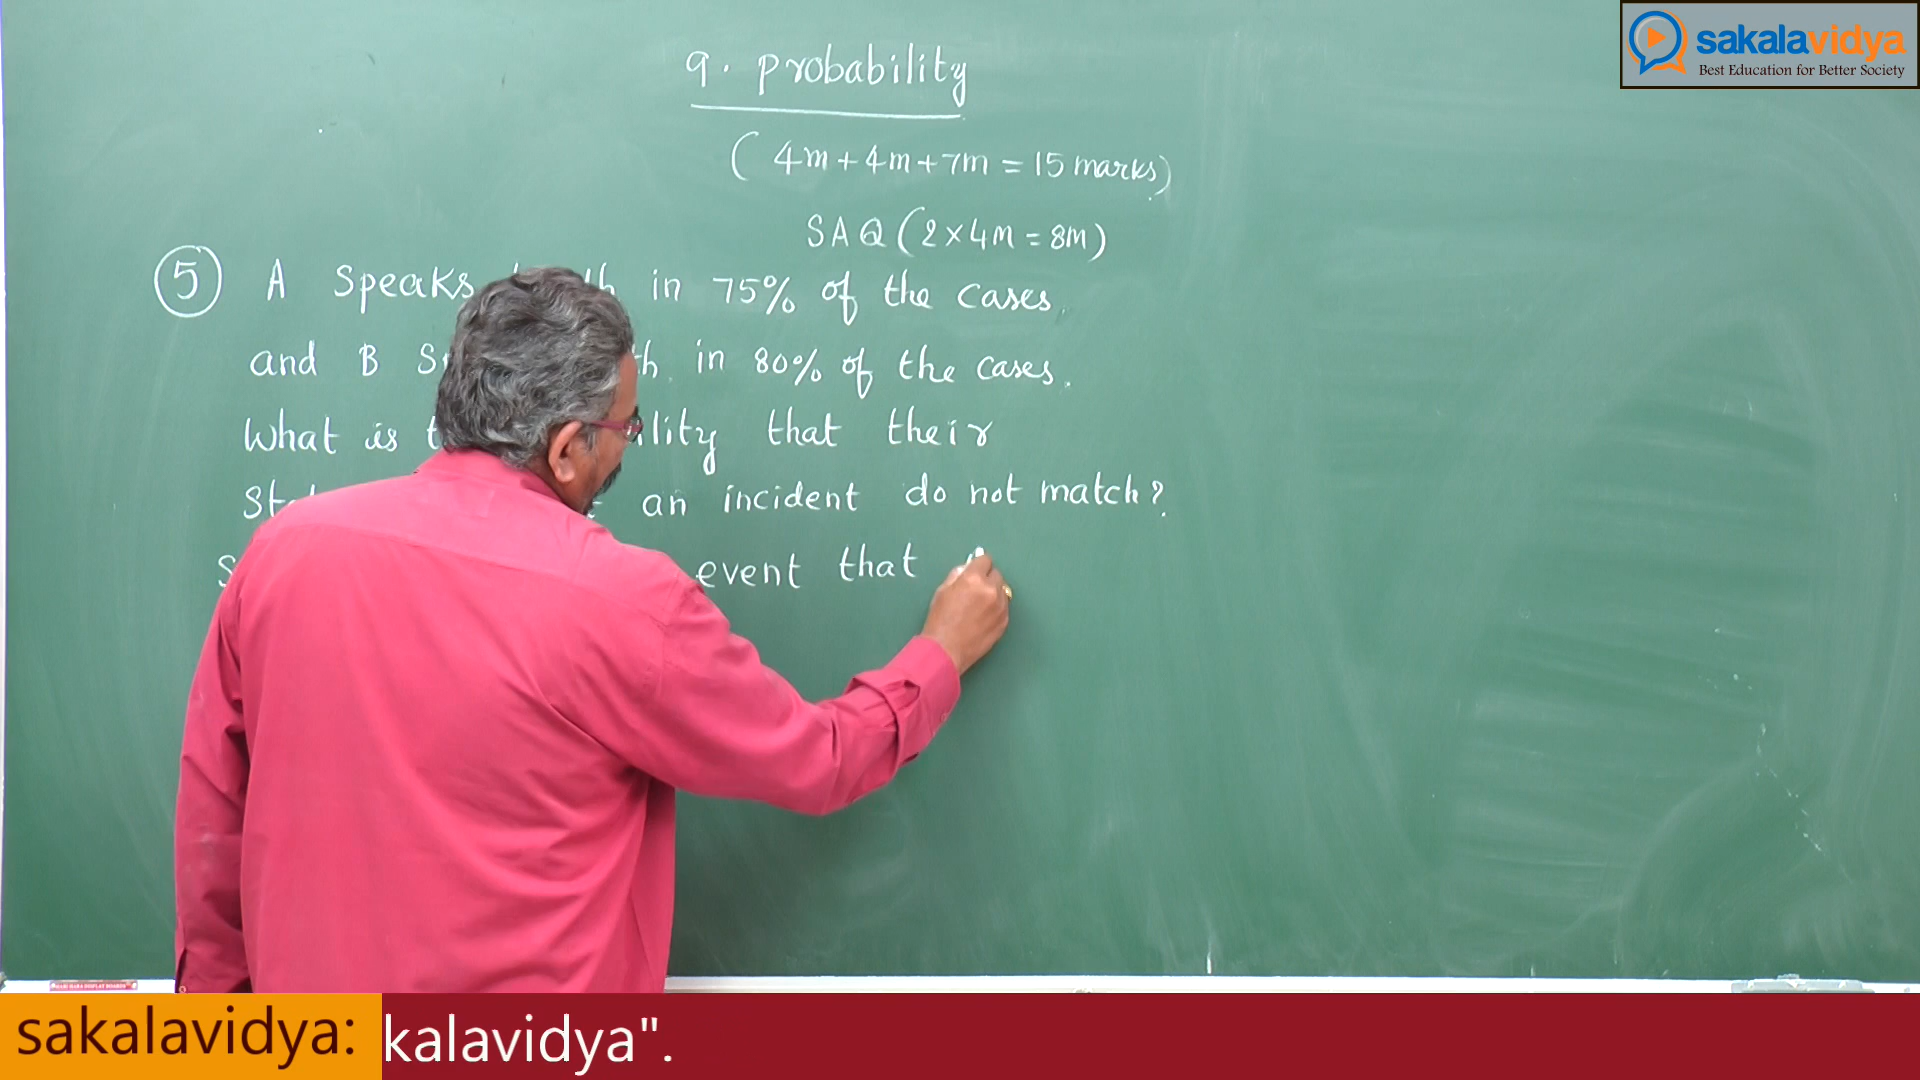 sakalavidya
Best Education for Better Society
9. probability
(4m + 4m + 7m = 15 marks)
SAQ (2 x 4m = 8m)
5 A speaks in 75% of the cases.
and B in 80% of the cases.
What is that their
an incident do not match?
event that
sakalavidya: kalavidya".